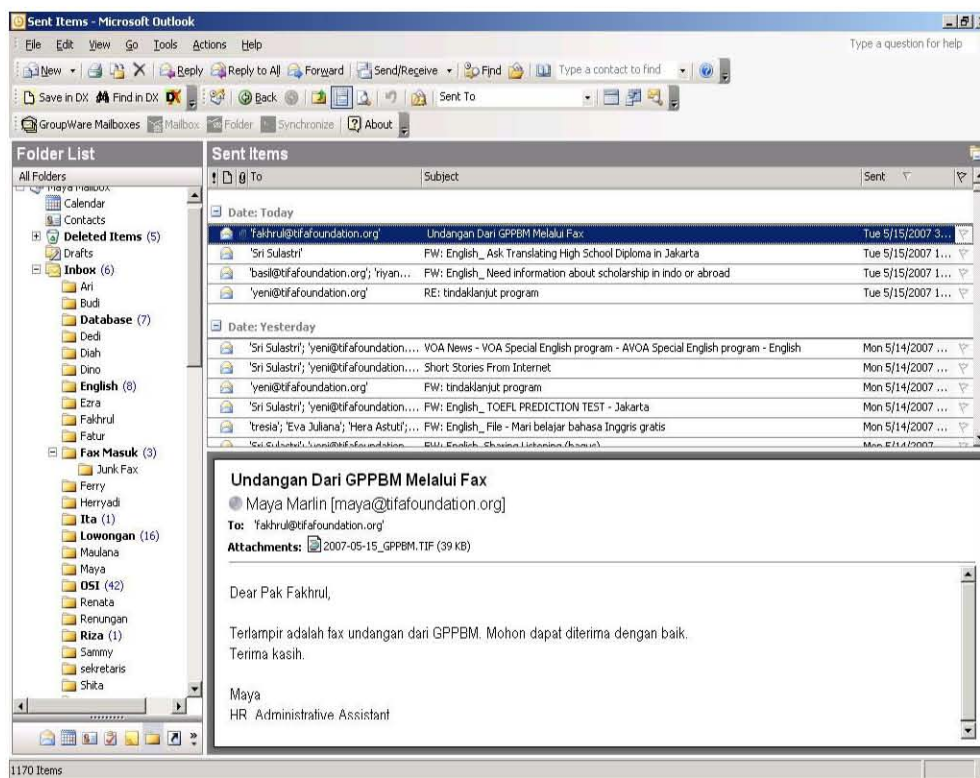 Sent Items - Microsoft Outlook
File Edit View Go Tools Actions Help Type a question for help
New Reply Reply to All Forward Send/Receive Find Type a contact to find
Save in DX Find in DX Back Sent To
GroupWare Mailboxes Mailbox Folder Synchronize About
Folder List
All Folders
Maya Mailbox
Calendar
Contacts
Deleted Items (5)
Drafts
Inbox (6)
Ari
Budi
Database (7)
Dedi
Diah
Dino
English (8)
Ezra
Fakhrul
Fatur
Fax Masuk (3)
Junk Fax
Ferry
Herryadi
Ita (1)
Lowongan (16)
Maulana
Maya
OSI (42)
Renata
Renungan
Riza (1)
Sammy
sekretaris
Shita
Sent Items
! To Subject Sent
Date: Today
'fakhrul@tifafoundation.org' Undangan Dari GPPBM Melalui Fax Tue 5/15/2007 3...
'Sri Sulastri' FW: English_ Ask Translating High School Diploma in Jakarta Tue 5/15/2007 1...
'basil@tifafoundation.org'; 'riyan... FW: English_ Need information about scholarship in indo or abroad Tue 5/15/2007 1...
'yeni@tifafoundation.org' RE: tindaklanjut program Tue 5/15/2007 1...
Date: Yesterday
'Sri Sulastri'; 'yeni@tifafoundation.... VOA News - VOA Special English program - AVOA Special English program - English Mon 5/14/2007 ...
'Sri Sulastri'; 'yeni@tifafoundation.... Short Stories From Internet Mon 5/14/2007 ...
'yeni@tifafoundation.org' FW: tindaklanjut program Mon 5/14/2007 ...
'Sri Sulastri'; 'yeni@tifafoundation.... FW: English_ TOEFL PREDICTION TEST - Jakarta Mon 5/14/2007 ...
'tresia'; 'Eva Juliana'; 'Hera Astuti';... FW: English_ File - Mari belajar bahasa Inggris gratis Mon 5/14/2007 ...
'Sri Sulastri'; 'yeni@tifafoundation.... FW: English_Sharing Listening (bagus) Mon 5/14/2007 ...
Undangan Dari GPPBM Melalui Fax
Maya Marlin [maya@tifafoundation.org]
To: 'fakhrul@tifafoundation.org'
Attachments: 2007-05-15_GPPBM.TIF (39 KB)
Dear Pak Fakhrul,
Terlampir adalah fax undangan dari GPPBM. Mohon dapat diterima dengan baik.
Terima kasih.
Maya
HR Administrative Assistant
1170 Items